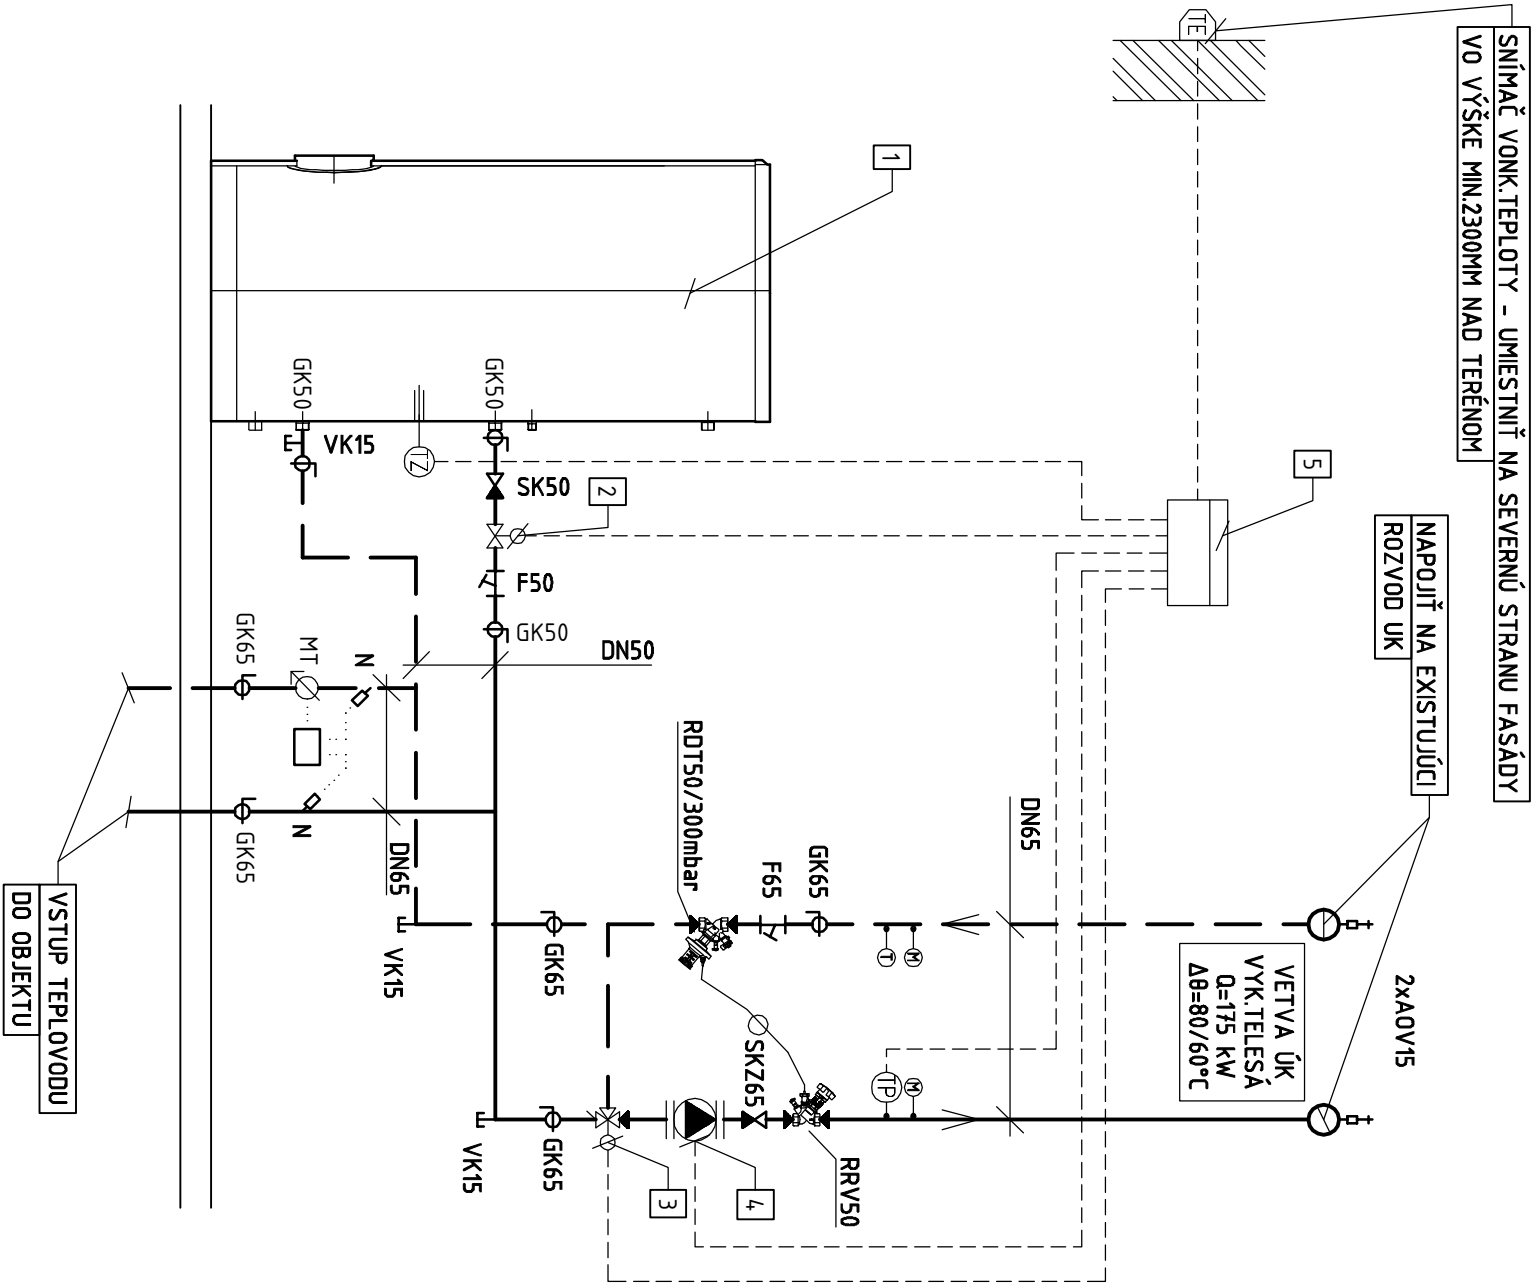 SNÍMAČ VONK.TEPLOTY - UMIESTNIŤ NA SEVERNÚ STRANU FASÁDY
VO VÝŠKE MIN.2300MM NAD TERÉNOM
TE
1
5
NAPOJIŤ NA EXISTUJÚCI
ROZVOD UK
2xAOV15
VETVA ÚK
VYK.TELESÁ
Q=175 kW
Δθ=80/60°C
GK50
GK50
VK15
TZ
SK50
2
F50
GK50
DN50
GK65
MT
N
N
GK65
DN65
VSTUP TEPLOVODU
DO OBJEKTU
RDT50/300mbar
F65
GK65
DN65
T
M
VK15
GK65
SKZ65
TP
M
VK15
GK65
3
4
RRV50